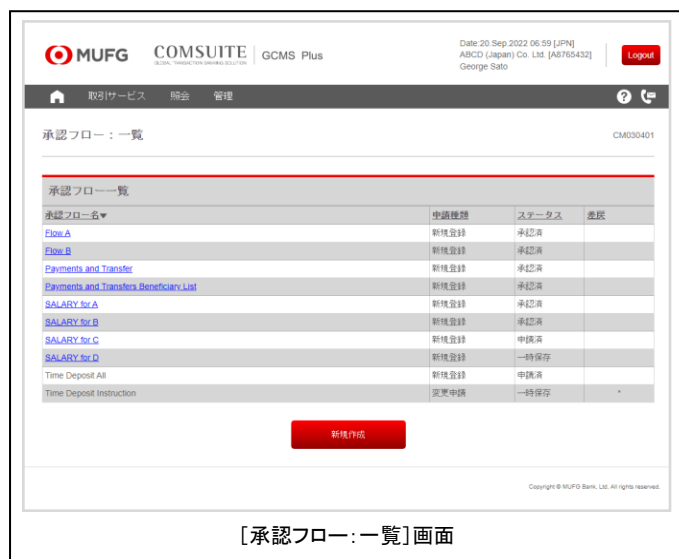 MUFG COMSUITE GCMS Plus
GLOBAL TRANSACTION BANKING SOLUTION
Date:20 Sep 2022 06:59 [JPN]
ABCD (Japan) Co. Ltd. [A8765432]
George Sato
Logout
取引サービス 照会 管理
承認フロー：一覧
CM030401
承認フロー一覧
承認フロー名▼ 申請種類 ステータス 差戻
Flow A 新規登録 承認済
Flow B 新規登録 承認済
Payments and Transfer 新規登録 承認済
Payments and Transfers Beneficiary List 新規登録 承認済
SALARY for A 新規登録 承認済
SALARY for B 新規登録 承認済
SALARY for C 新規登録 申請済
SALARY for D 新規登録 一時保存
Time Deposit All 新規登録 申請済
Time Deposit Instruction 変更申請 一時保存 *
新規作成
Copyright © MUFG Bank, Ltd. All rights reserved.
[承認フロー：一覧]画面